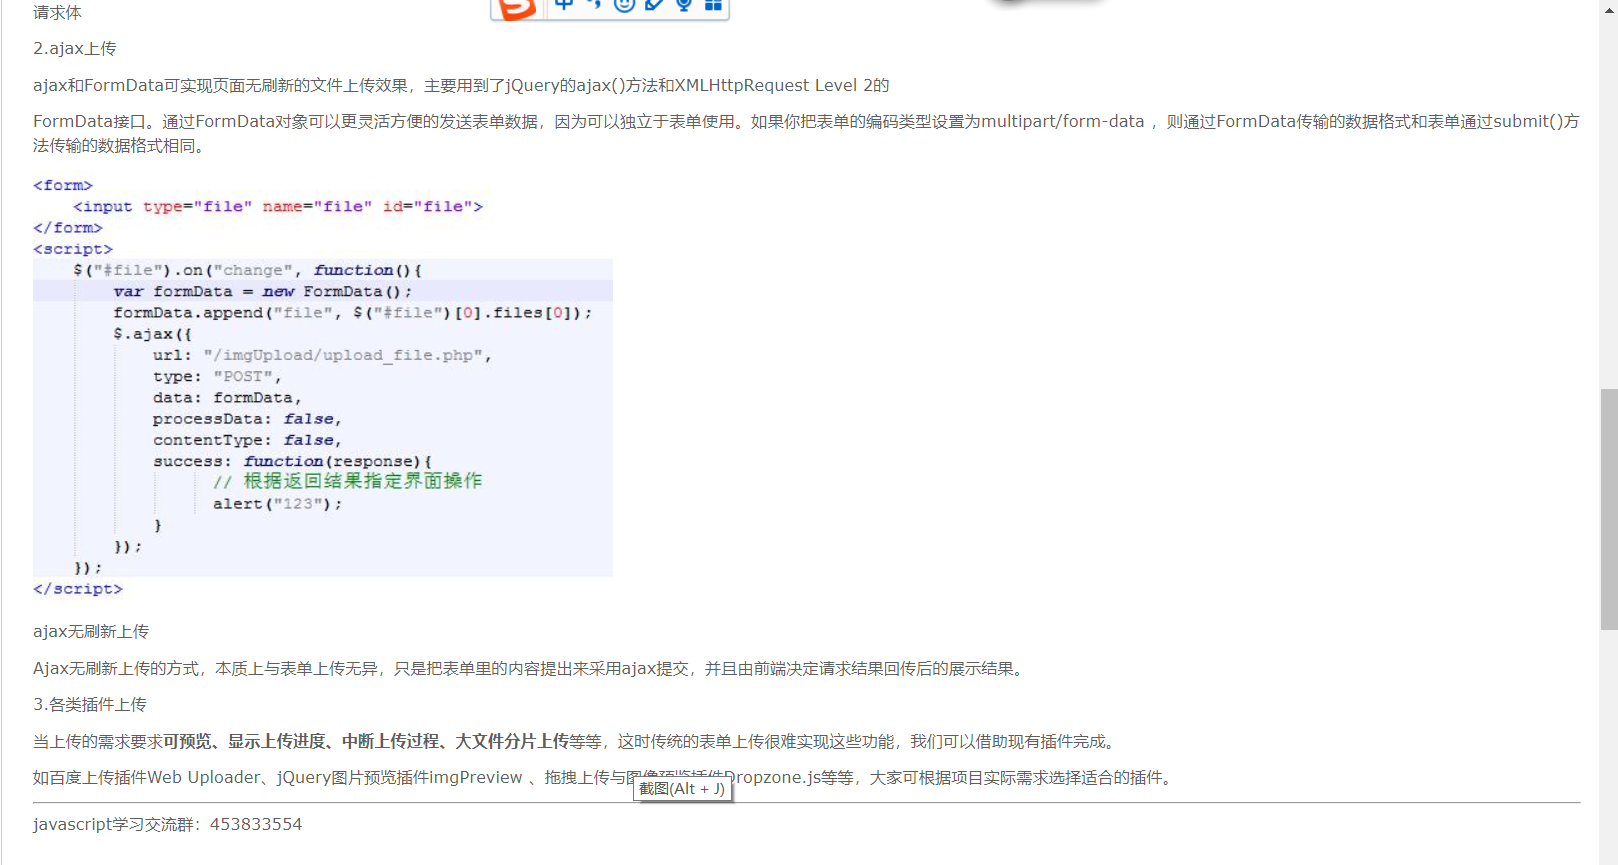 请求体
中
2.ajax上传
ajax和FormData可实现页面无刷新的文件上传效果，主要用到了jQuery的ajax()方法和XMLHttpRequest Level 2的
FormData接口。通过FormData对象可以更灵活方便的发送表单数据，因为可以独立于表单使用。如果你把表单的编码类型设置为multipart/form-data ，则通过FormData传输的数据格式和表单通过submit()方
法传输的数据格式相同。
<form>
    <input type="file" name="file" id="file">
</form>
<script>
    $("#file").on("change", function(){
        var formData = new FormData();
        formData.append("file", $("#file")[0].files[0]);
        $.ajax({
            url: "/imgUpload/upload_file.php",
            type: "POST",
            data: formData,
            processData: false,
            contentType: false,
            success: function(response){
                  // 根据返回结果指定界面操作
                  alert("123");
            }
        });
    });
</script>
ajax无刷新上传
Ajax无刷新上传的方式，本质上与表单上传无异，只是把表单里的内容提出来采用ajax提交，并且由前端决定请求结果回传后的展示结果。
3.各类插件上传
当上传的需求要求可预览、显示上传进度、中断上传过程、大文件分片上传等等，这时传统的表单上传很难实现这些功能，我们可以借助现有插件完成。
如百度上传插件Web Uploader、jQuery图片预览插件imgPreview 、拖拽上传与图像预览插件Dropzone.js等等，大家可根据项目实际需求选择适合的插件。
截图(Alt + J)
javascript学习交流群：453833554